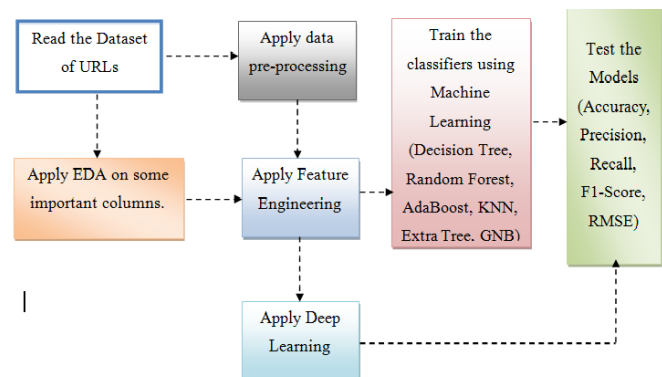 Read the Dataset
of URLs
Apply data
pre-processing
Train the
classifiers using
Machine
Learning
(Decision Tree,
Random Forest,
AdaBoost, KNN,
Extra Tree. GNB)
Test the
Models
(Accuracy,
Precision,
Recall,
F1-Score,
RMSE)
Apply EDA on some
important columns.
Apply Feature
Engineering
Apply Deep
Learning